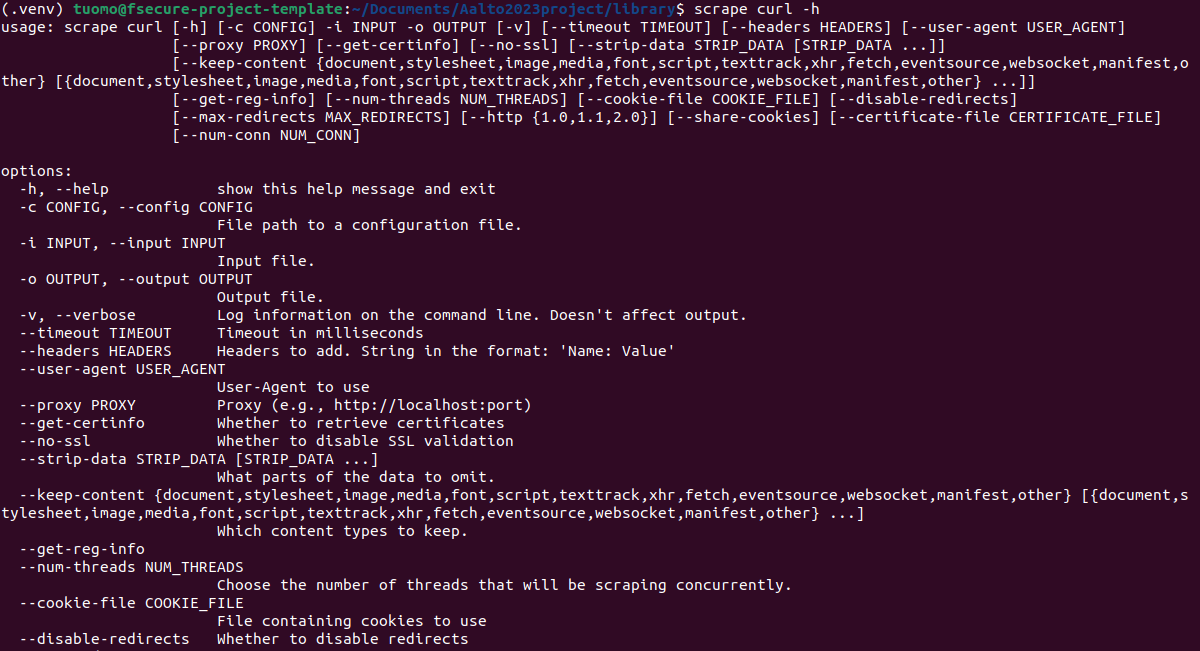 (.venv) tuomo@fsecure-project-template:~/Documents/Aalto2023project/library$ scrape curl -h
usage: scrape curl [-h] [-c CONFIG] -i INPUT -o OUTPUT [-v] [--timeout TIMEOUT] [--headers HEADERS] [--user-agent USER_AGENT]
                   [--proxy PROXY] [--get-certinfo] [--no-ssl] [--strip-data STRIP_DATA [STRIP_DATA ...]]
                   [--keep-content {document,stylesheet,image,media,font,script,texttrack,xhr,fetch,eventsource,websocket,manifest,o
ther} [{document,stylesheet,image,media,font,script,texttrack,xhr,fetch,eventsource,websocket,manifest,other} ...]]
                   [--get-reg-info] [--num-threads NUM_THREADS] [--cookie-file COOKIE_FILE] [--disable-redirects]
                   [--max-redirects MAX_REDIRECTS] [--http {1.0,1.1,2.0}] [--share-cookies] [--certificate-file CERTIFICATE_FILE]
                   [--num-conn NUM_CONN]

options:
  -h, --help            show this help message and exit
  -c CONFIG, --config CONFIG
                        File path to a configuration file.
  -i INPUT, --input INPUT
                        Input file.
  -o OUTPUT, --output OUTPUT
                        Output file.
  -v, --verbose         Log information on the command line. Doesn't affect output.
  --timeout TIMEOUT     Timeout in milliseconds
  --headers HEADERS     Headers to add. String in the format: 'Name: Value'
  --user-agent USER_AGENT
                        User-Agent to use
  --proxy PROXY         Proxy (e.g., http://localhost:port)
  --get-certinfo        Whether to retrieve certificates
  --no-ssl              Whether to disable SSL validation
  --strip-data STRIP_DATA [STRIP_DATA ...]
                        What parts of the data to omit.
  --keep-content {document,stylesheet,image,media,font,script,texttrack,xhr,fetch,eventsource,websocket,manifest,other} [{document,s
tylesheet,image,media,font,script,texttrack,xhr,fetch,eventsource,websocket,manifest,other} ...]
                        Which content types to keep.
  --get-reg-info
  --num-threads NUM_THREADS
                        Choose the number of threads that will be scraping concurrently.
  --cookie-file COOKIE_FILE
                        File containing cookies to use
  --disable-redirects   Whether to disable redirects